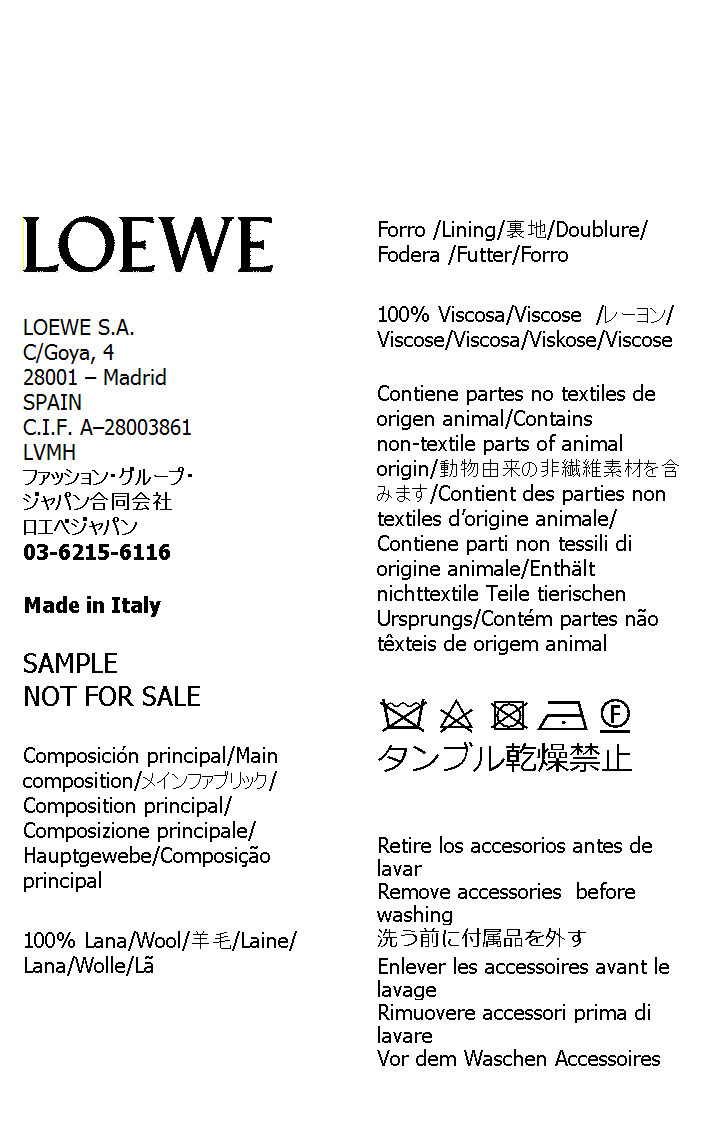 LOEWE
LOEWE S.A.
C/Goya, 4
28001 – Madrid
SPAIN
C.I.F. A–28003861
LVMH
ファッション・グループ・
ジャパン合同会社
ロエベジャパン
03-6215-6116
Made in Italy
SAMPLE
NOT FOR SALE
Composición principal/Main
composition/メインファブリック/
Composition principal/
Composizione principale/
Hauptgewebe/Composição
principal
100% Lana/Wool/羊毛/Laine/
Lana/Wolle/Lã
Forro /Lining/裏地/Doublure/
Fodera /Futter/Forro
100% Viscosa/Viscose  /レーヨン/
Viscose/Viscosa/Viskose/Viscose
Contiene partes no textiles de
origen animal/Contains
non-textile parts of animal
origin/動物由来の非繊維素材を含
みます/Contient des parties non
textiles d’origine animale/
Contiene parti non tessili di
origine animale/Enthält
nichttextile Teile tierischen
Ursprungs/Contém partes não
têxteis de origem animal
F
タンブル乾燥禁止
Retire los accesorios antes de
lavar
Remove accessories  before
washing
洗う前に付属品を外す
Enlever les accessoires avant le
lavage
Rimuovere accessori prima di
lavare
Vor dem Waschen Accessoires